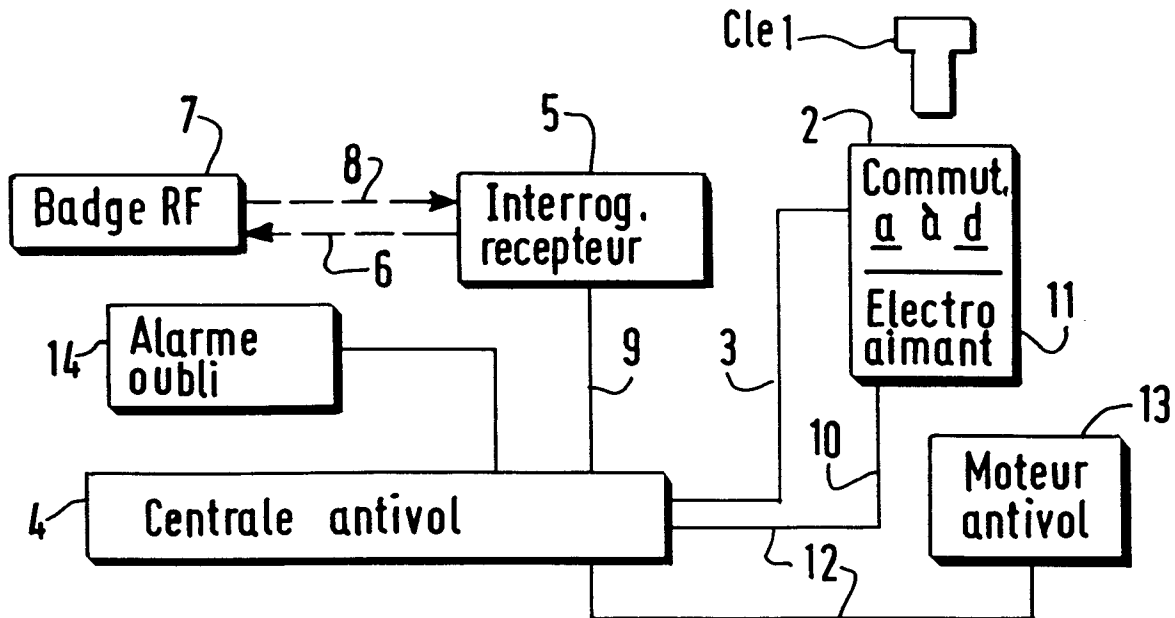 Cle 1
7
5
2
8
Badge RF
Interrog.
recepteur
Commut.
a à d
6
Electro
aimant
11
14
Alarme
oubli
9
3
13
10
Moteur
antivol
4
Centrale antivol
12